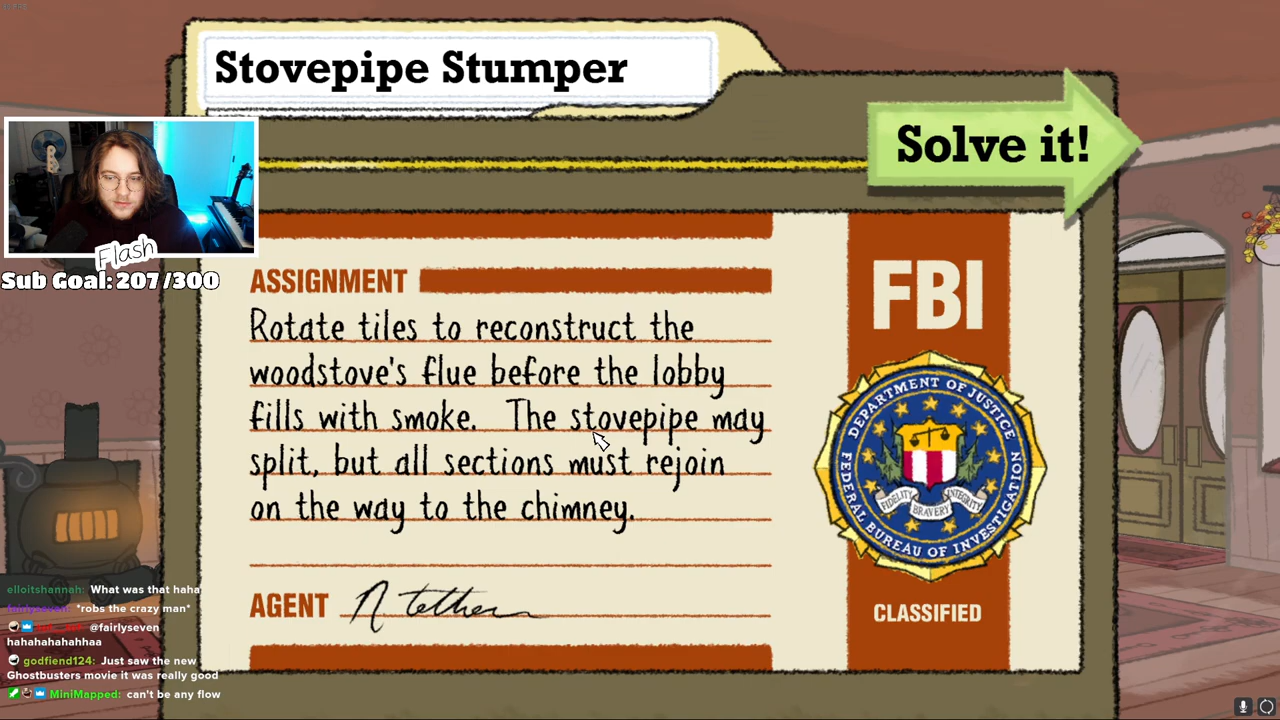 Stovepipe Stumper
Solve it!
Flash
Sub Goal: 207/300
ASSIGNMENT
Rotate tiles to reconstruct the
woodstove's flue before the lobby
fills with smoke. The stovepipe may
split, but all sections must rejoin
on the way to the chimney.
AGENT N Tether
FBI
DEPARTMENT OF JUSTICE
FIDELITY BRAVERY INTEGRITY
FEDERAL BUREAU OF INVESTIGATION
CLASSIFIED
elloitshannah: What was that haha
fairlyseven: *robs the crazy man*
@fairlyseven
hahahahahahhaa
godfiend124: Just saw the new
Ghostbusters movie it was really good
MiniMapped: can't be any flow